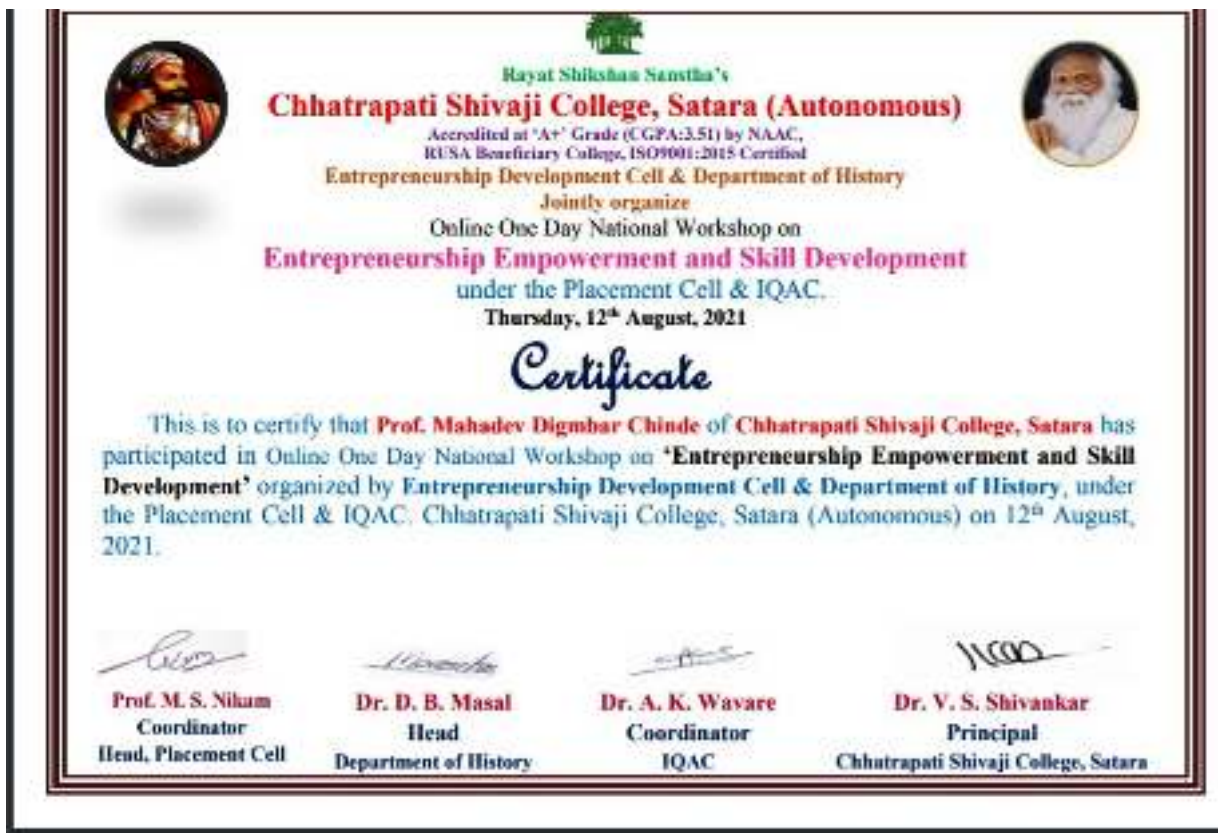 Rayat Shikshan Sanstha's
Chhatrapati Shivaji College, Satara (Autonomous)
Accredited at 'A+' Grade (CGPA:3.51) by NAAC,
RUSA Beneficiary College, ISO9001:2015 Certified
Entrepreneurship Development Cell & Department of History
Jointly organize
Online One Day National Workshop on
Entrepreneurship Empowerment and Skill Development
under the Placement Cell & IQAC.
Thursday, 12th August, 2021
Certificate
This is to certify that Prof. Mahadev Digmbar Chinde of Chhatrapati Shivaji College, Satara has
participated in Online One Day National Workshop on 'Entrepreneurship Empowerment and Skill
Development' organized by Entrepreneurship Development Cell & Department of History, under
the Placement Cell & IQAC. Chhatrapati Shivaji College, Satara (Autonomous) on 12th August,
2021.
Prof. M. S. Nikam
Coordinator
Head, Placement Cell
Dr. D. B. Masal
Head
Department of History
Dr. A. K. Wavare
Coordinator
IQAC
Dr. V. S. Shivankar
Principal
Chhatrapati Shivaji College, Satara